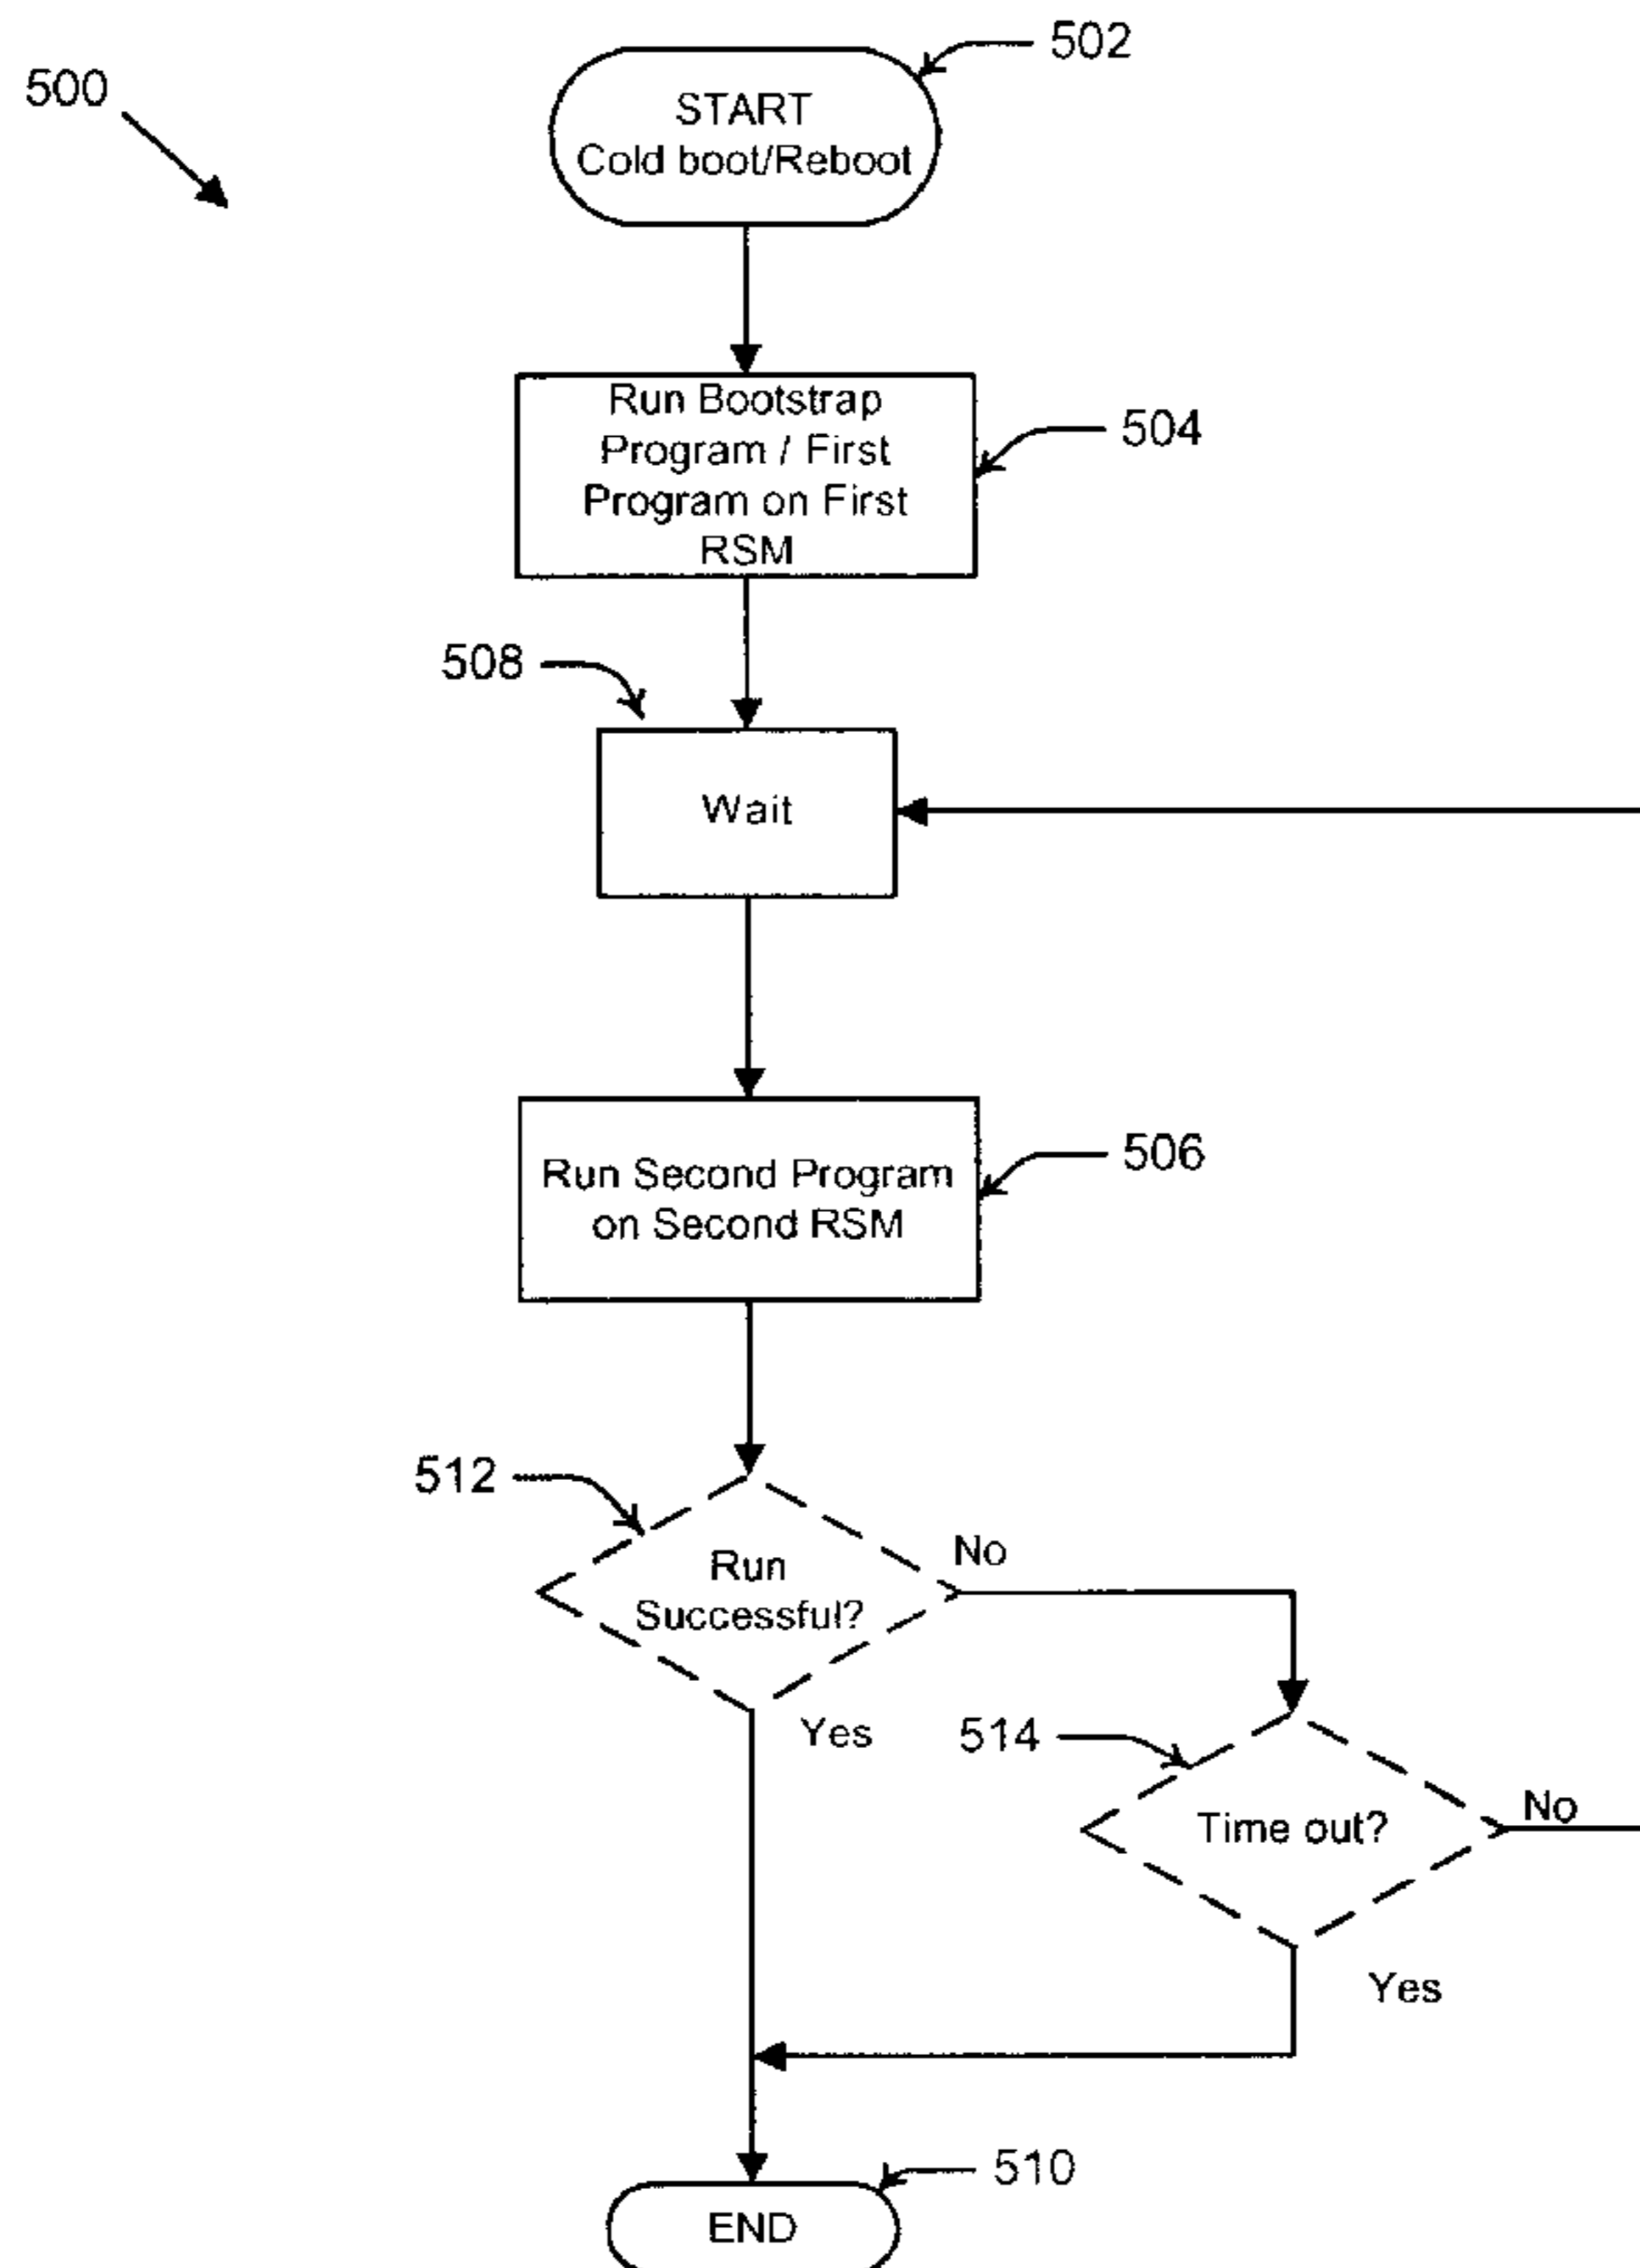 502
500
START
Cold boot/Reboot
Run Bootstrap
Program / First
Program on First
RSM
504
508
Wait
Run Second Program
on Second RSM
506
512
Run
Successful?
No
Yes
514
Time out?
No
Yes
510
END